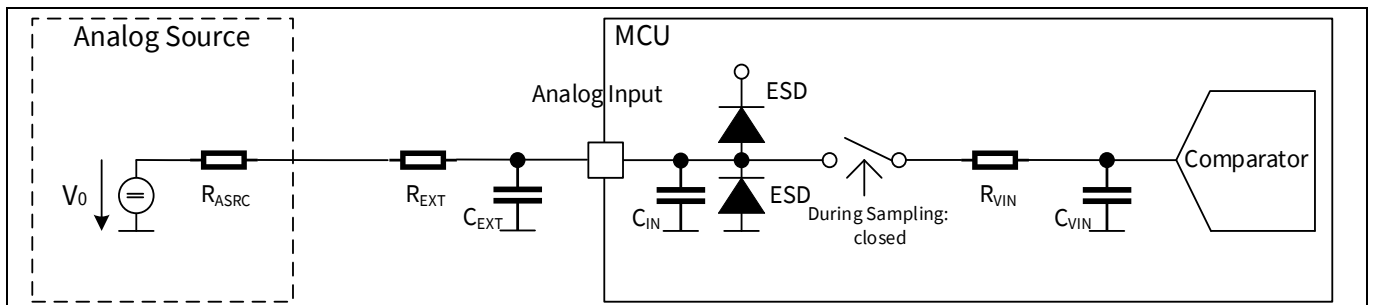 Analog Source
MCU
Analog Input
ESD
V0
RASRC
REXT
CEXT
CIN
ESD
During Sampling:
closed
RVIN
CVIN
Comparator